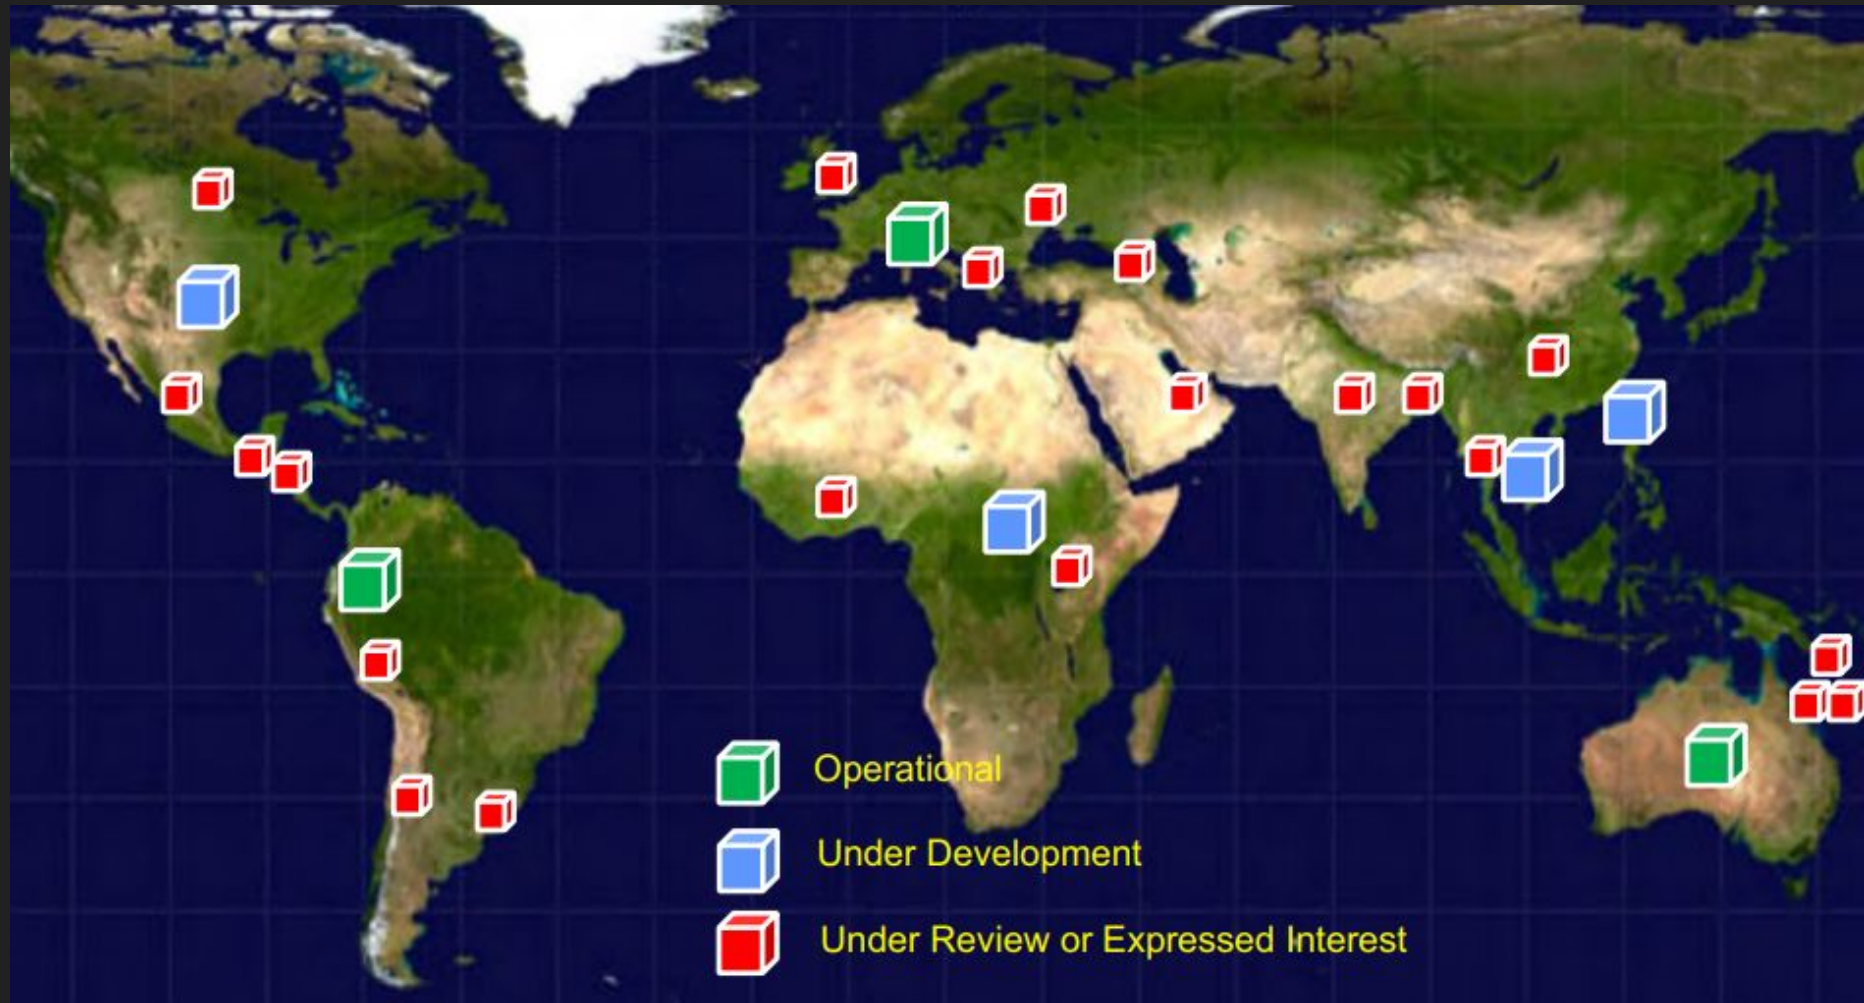 Operational
Under Development
Under Review or Expressed Interest